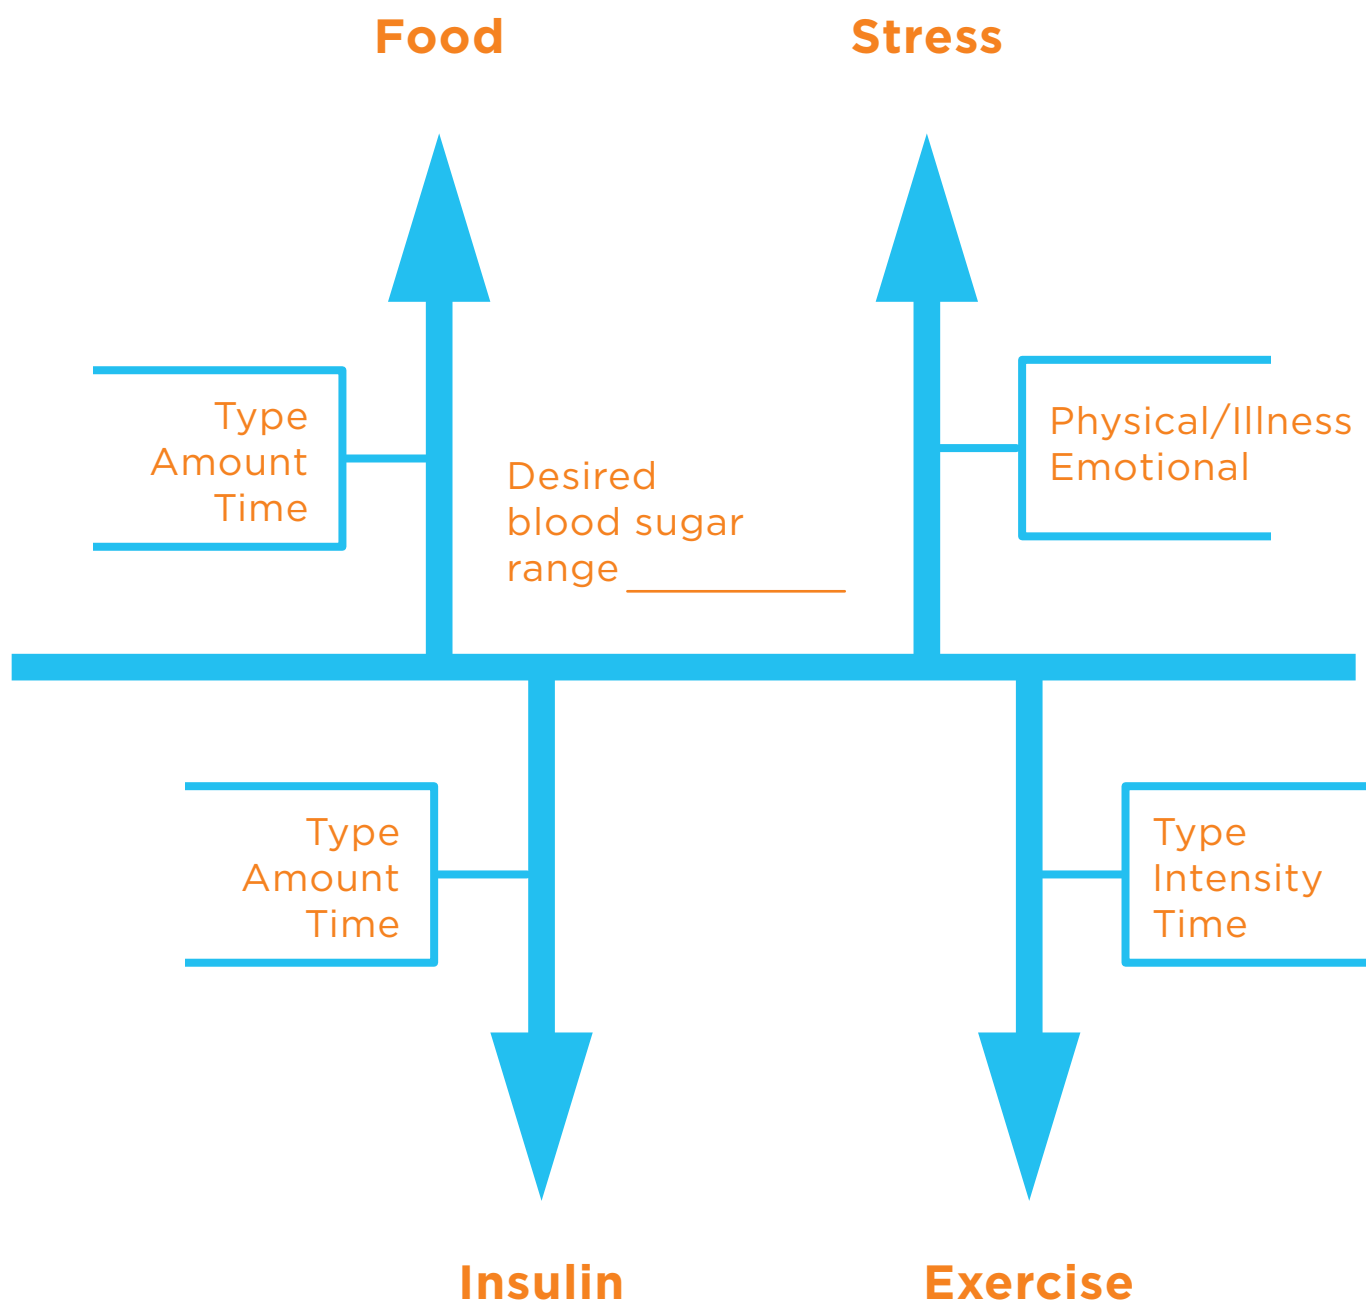 Food
Stress
Type
Amount
Time
Physical/Illness
Emotional
Desired
blood sugar
range
Type
Amount
Time
Type
Intensity
Time
Insulin
Exercise